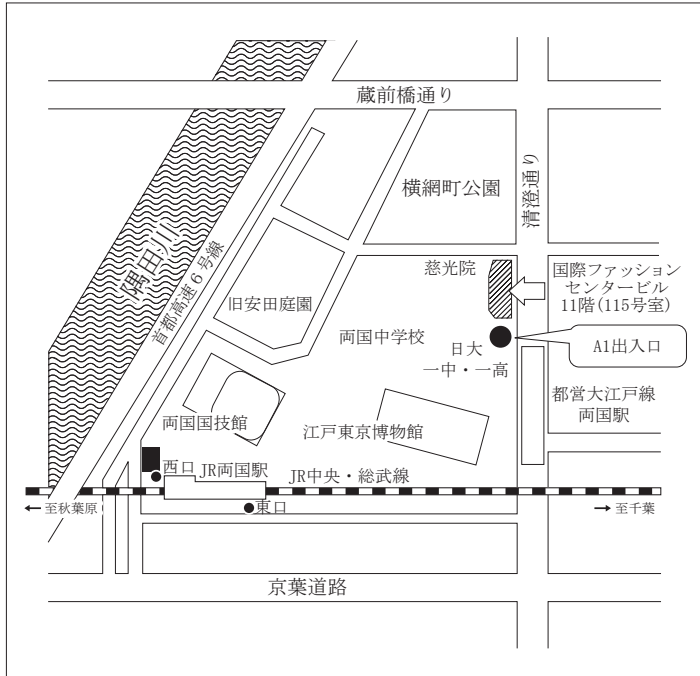 蔵前橋通り
横網町公園
清澄通り
隅田川
首都高速6号線
慈光院
国際ファッション
センタービル
11階(115号室)
旧安田庭園
両国中学校
日大
一中・一高
A1出入口
都営大江戸線
両国駅
両国国技館
江戸東京博物館
西口
JR両国駅
JR中央・総武線
←至秋葉原
東口
→至千葉
京葉道路